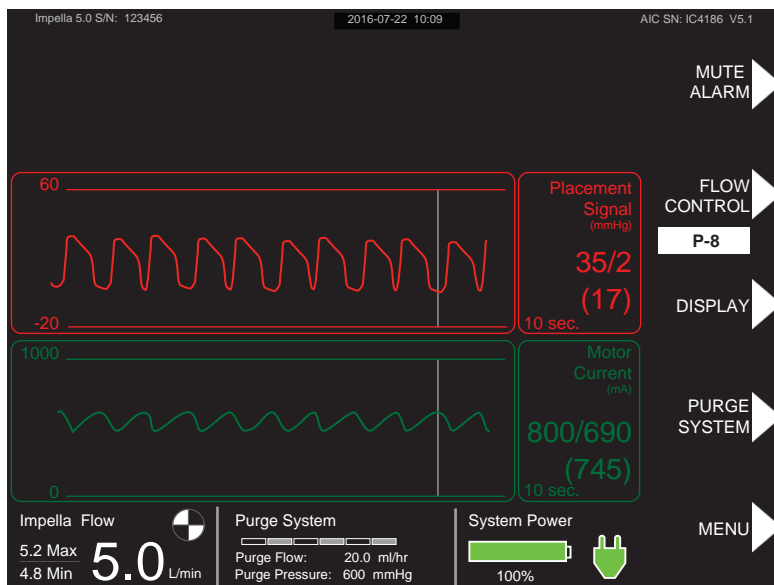 Impella 5.0 S/N: 123456
2016-07-22 10:09
AIC SN: IC4186 V5.1
MUTE
ALARM
60
-20
Placement
Signal
(mmHg)
35/2
(17)
10 sec.
FLOW
CONTROL
P-8
DISPLAY
1000
0
Motor
Current
(mA)
800/690
(745)
10 sec.
PURGE
SYSTEM
MENU
Impella Flow
5.2 Max
4.8 Min
5.0 L/min
Purge System
Purge Flow: 20.0 ml/hr
Purge Pressure: 600 mmHg
System Power
100%